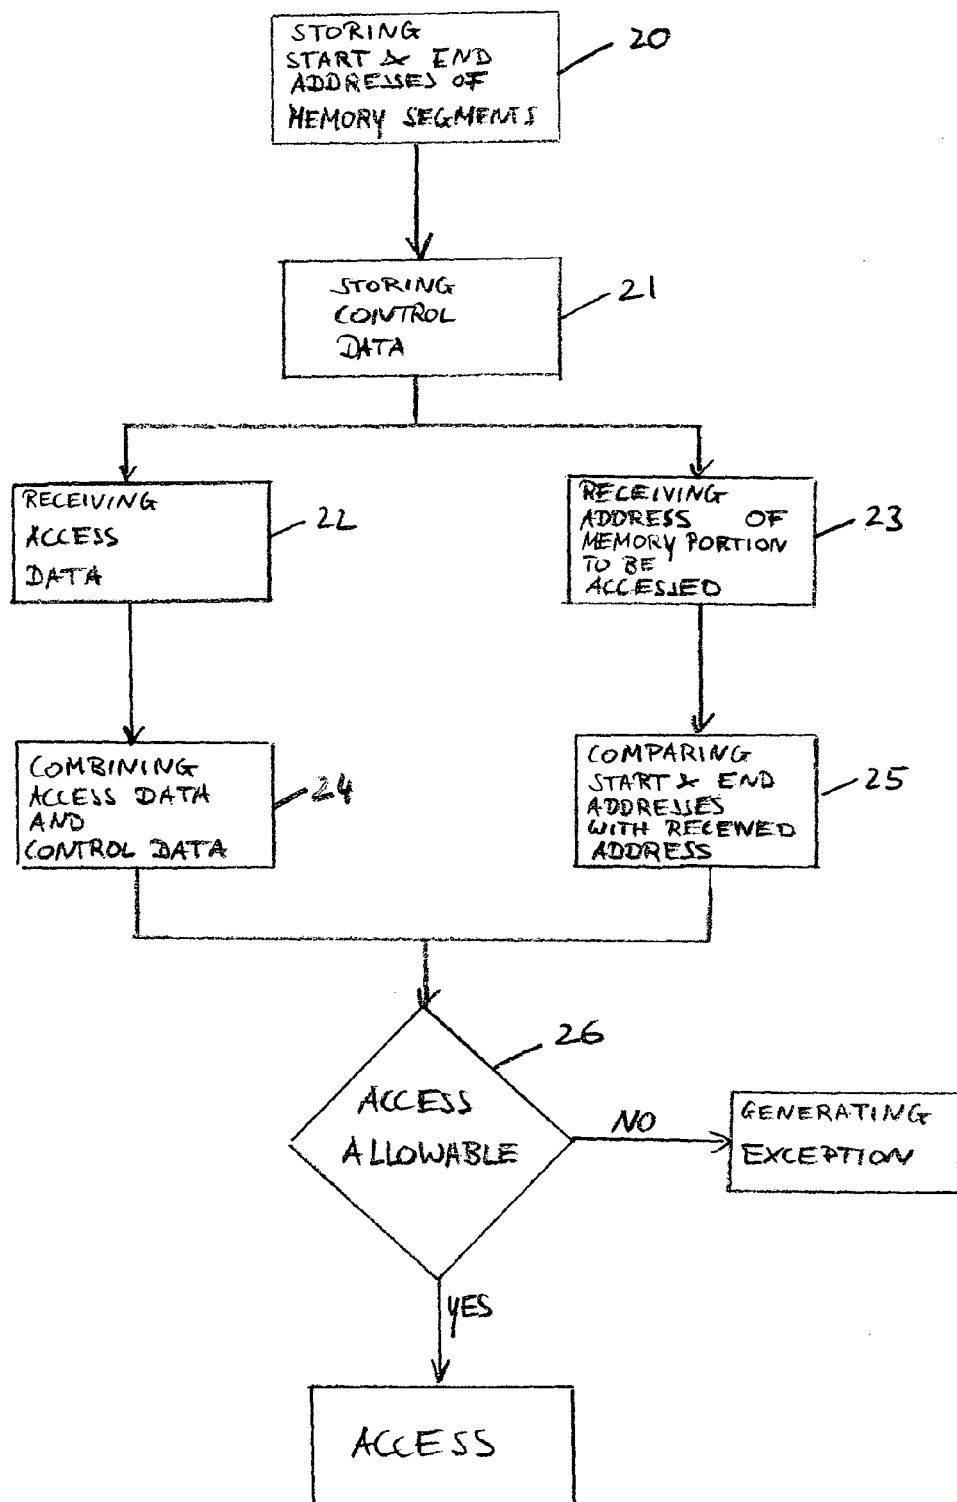 STORING
START & END
ADDRESSES OF
MEMORY SEGMENTS
20
STORING
CONTROL
DATA
21
RECEIVING
ACCESS
DATA
22
RECEIVING
ADDRESS OF
MEMORY PORTION
TO BE
ACCESSED
23
COMBINING
ACCESS DATA
AND
CONTROL DATA
24
COMPARING
START & END
ADDRESSES
WITH RECEIVED
ADDRESS
25
26
ACCESS
ALLOWABLE
NO
GENERATING
EXCEPTION
YES
ACCESS